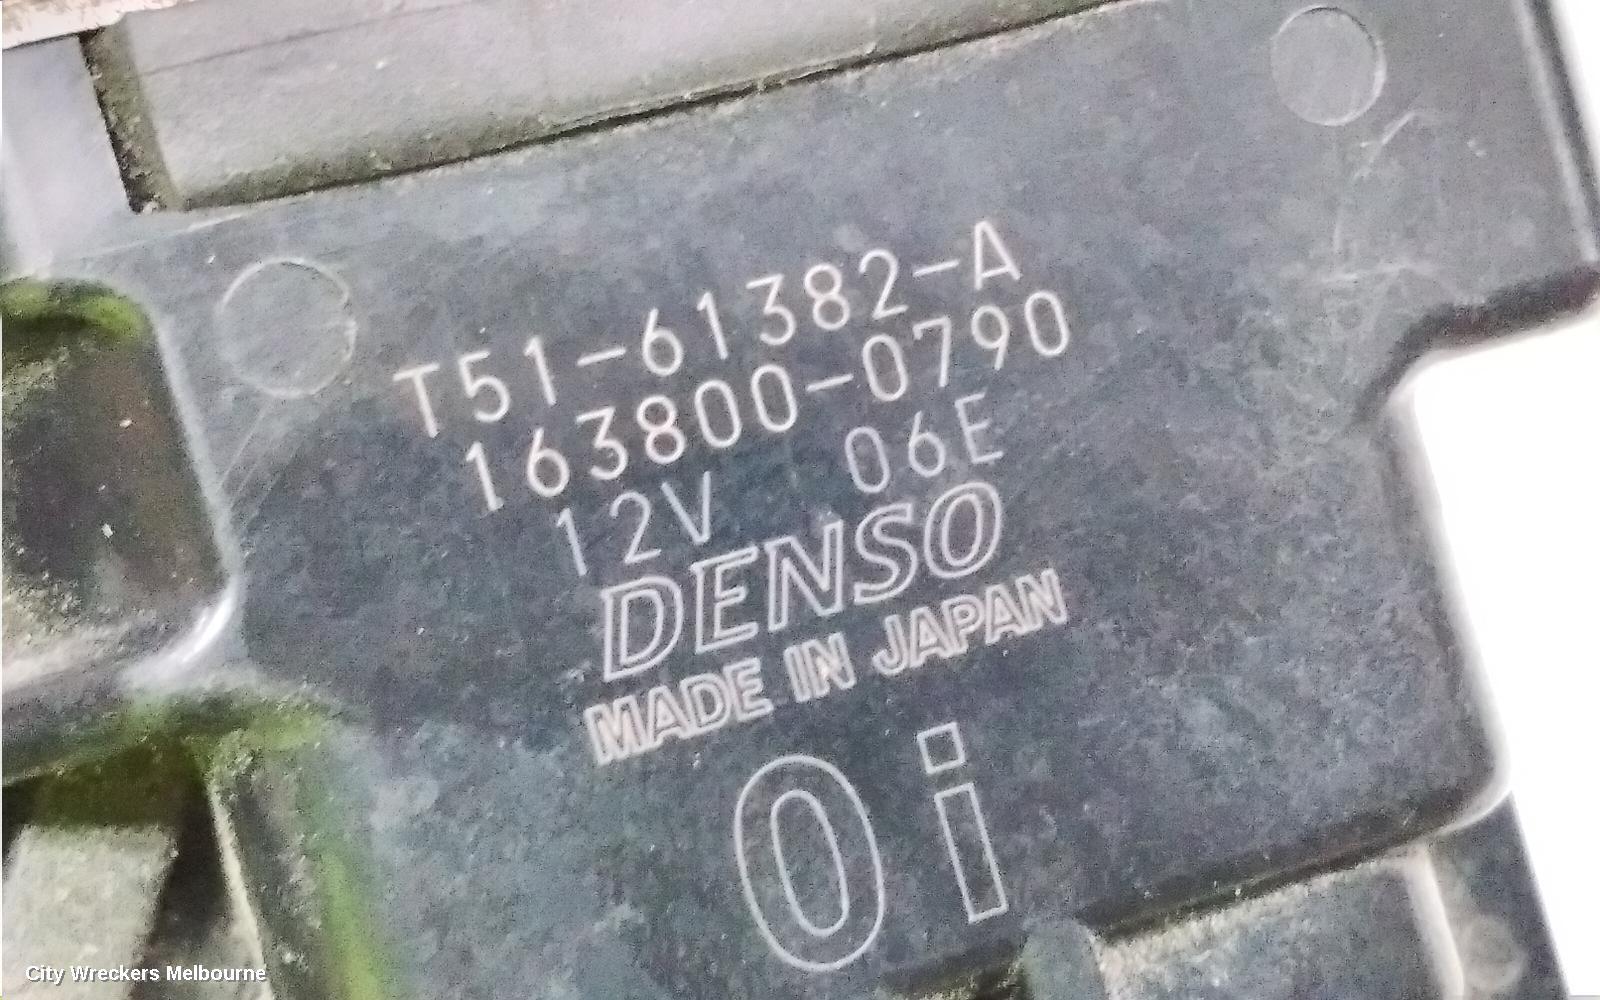 T51-61382-A
163800-0790
12V 06E
DENSO
MADE IN JAPAN
0i
City Wreckers Melbourne